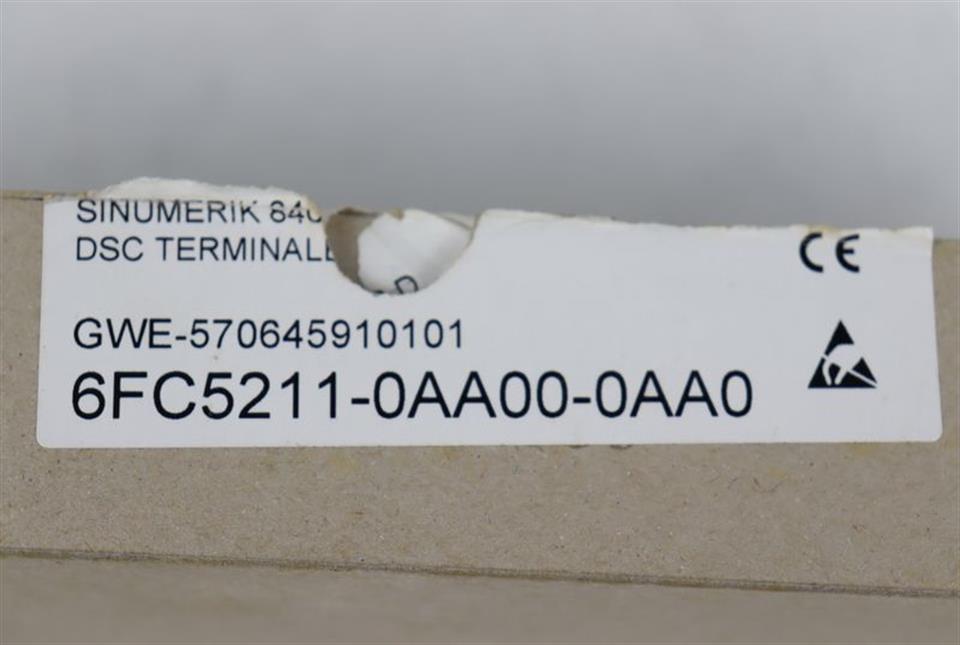 SINUMERIK 840
DSC TERMINALE
CE
GWE-570645910101
6FC5211-0AA00-0AA0